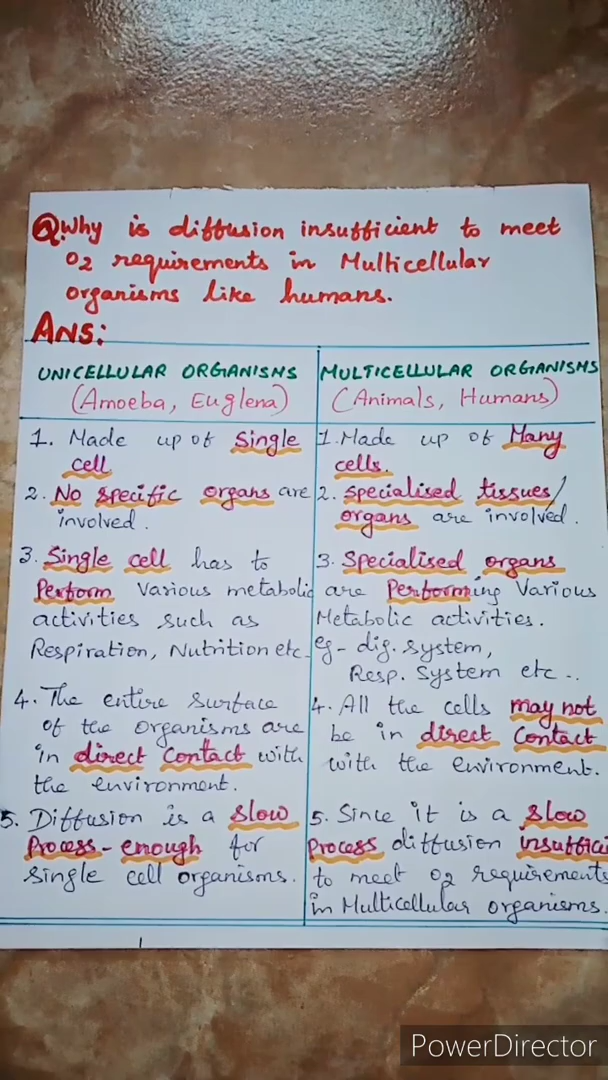 Q. Why is diffusion insufficient to meet
O2 requirements in Multicellular
Organisms like humans.
Ans:
UNICELLULAR ORGANISMS
(Amoeba, Euglena)
1. Made up of Single
cell
2. No specific organs are
involved.
3. Single cell has to
Perform various metabolic
activities such as
Respiration, Nutrition etc.
4. The entire surface
of the organisms are
in direct contact with
the environment.
5. Diffusion is a slow
Process - enough for
single cell organisms.
MULTICELLULAR ORGANISMS
(Animals, Humans)
1. Made up of Many
cells.
2. specialised tissues/
organs are involved.
3. Specialised organs
are Performing various
Metabolic activities.
eg - dig. system,
Resp. System etc ..
4. All the cells may not
be in direct contact
with the environment.
5. Since it is a slow
Process diffusion insuffici
to meet O2 requirements
in Multicellular organisms.
PowerDirector